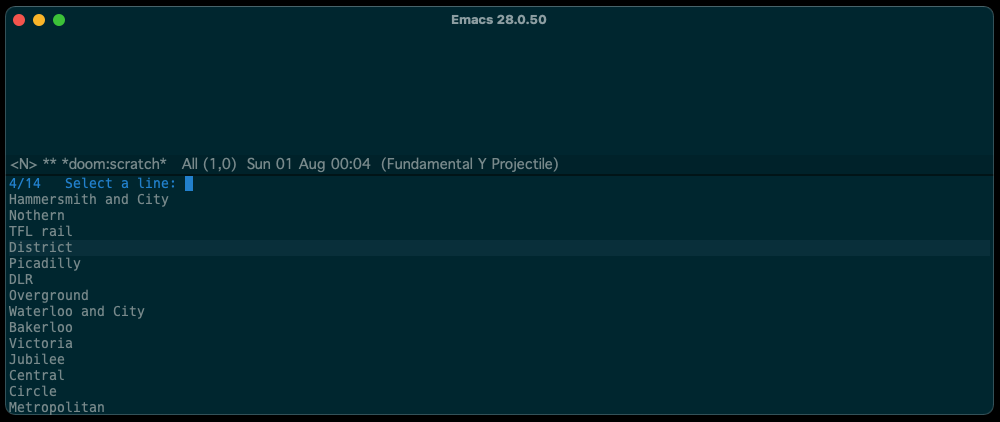 Emacs 28.0.50
<N> ** *doom:scratch*   All (1,0)  Sun 01 Aug 00:04  (Fundamental Y Projectile)
4/14   Select a line:
Hammersmith and City
Nothern
TFL rail
District
Picadilly
DLR
Overground
Waterloo and City
Bakerloo
Victoria
Jubilee
Central
Circle
Metropolitan